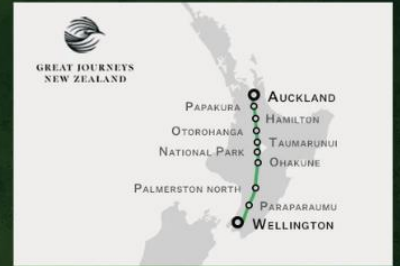 GREAT JOURNEYS
NEW ZEALAND
AUCKLAND
PAPAKURA
HAMILTON
OTOROHANGA
TAUMARUNUI
NATIONAL PARK
OHAKUNE
PALMERSTON NORTH
PARAPARAUMU
WELLINGTON